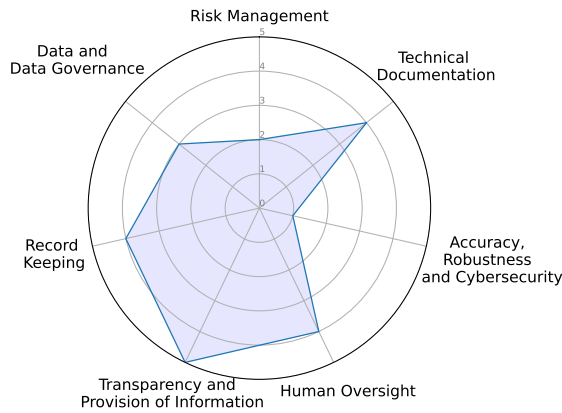 Risk Management
5
Data and
Data Governance
Technical
Documentation
4
3
2
1
0
Record
Keeping
Accuracy,
Robustness
and Cybersecurity
Transparency and
Provision of Information
Human Oversight